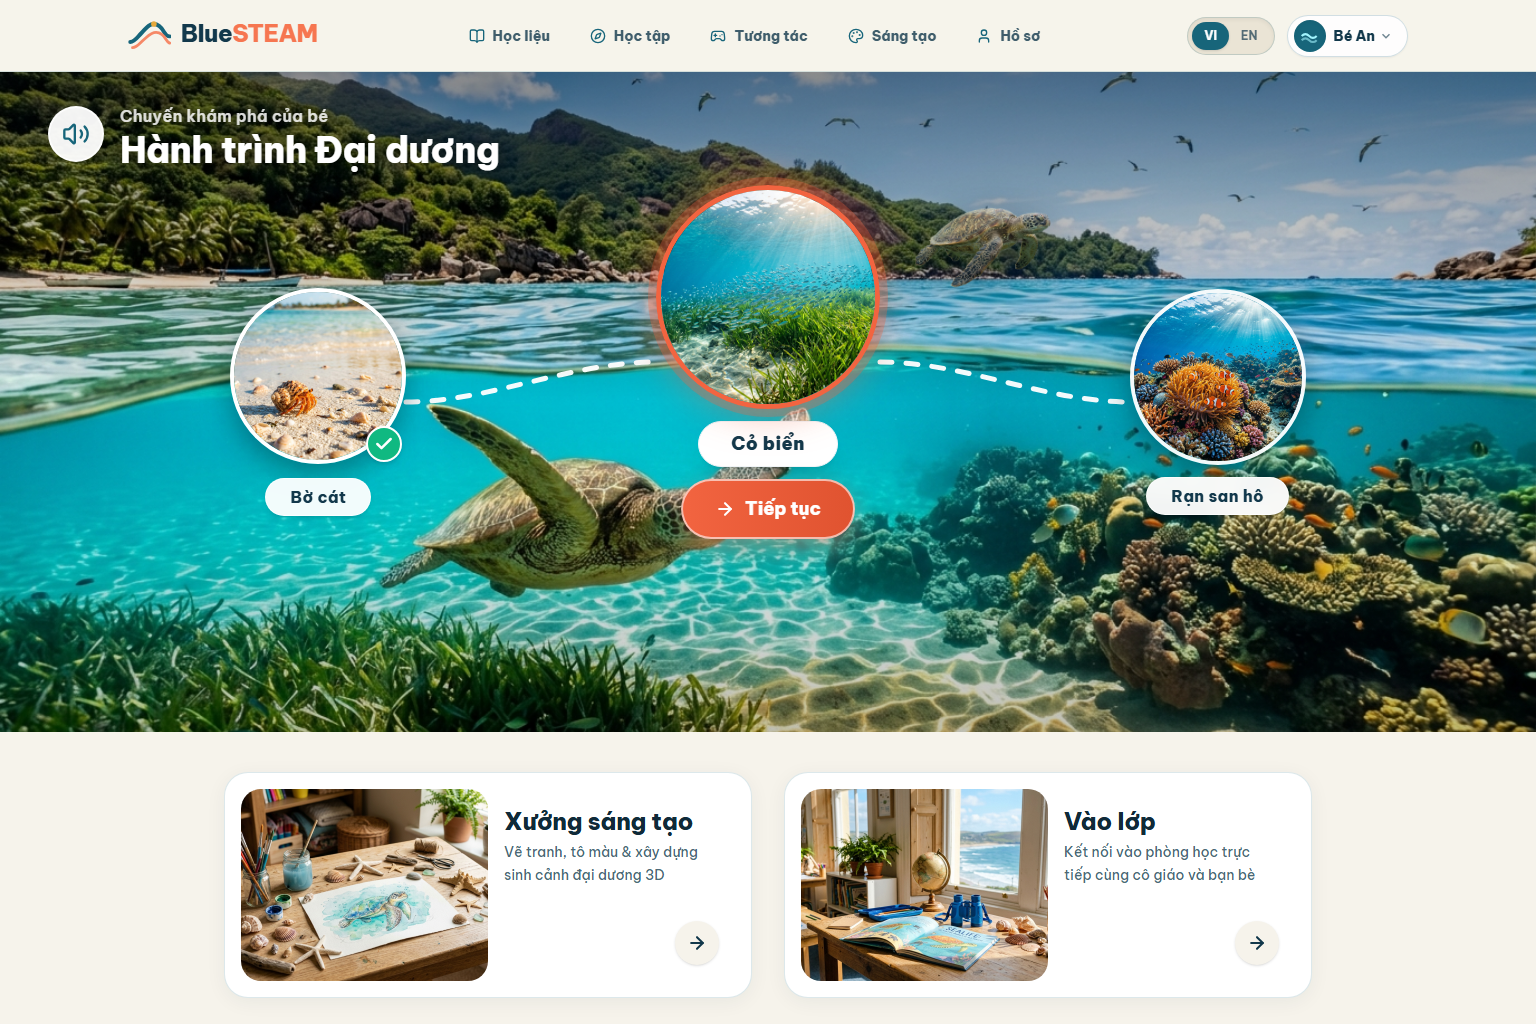 BlueSTEAM
Học liệu
Học tập
Tương tác
Sáng tạo
Hồ sơ
VI
EN
Bé An
Chuyến khám phá của bé
Hành trình Đại dương
Bờ cát
Cỏ biển
Tiếp tục
Rạn san hô
Xưởng sáng tạo
Vẽ tranh, tô màu & xây dựng
sinh cảnh đại dương 3D
Vào lớp
Kết nối vào phòng học trực
tiếp cùng cô giáo và bạn bè
SEALIFE